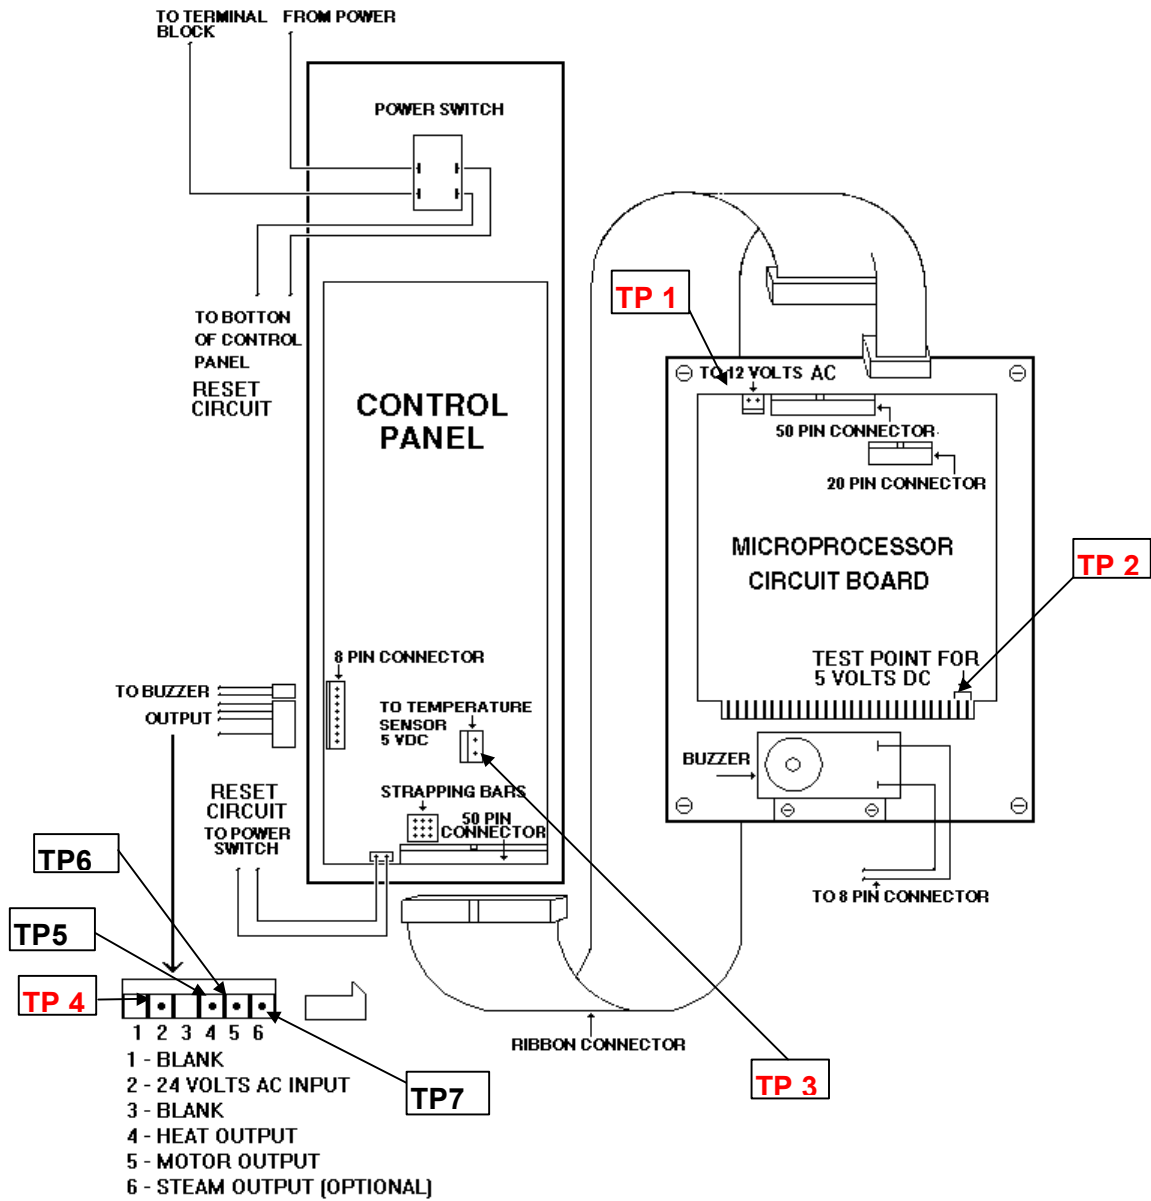 TO TERMINAL
BLOCK
FROM POWER
POWER SWITCH
TO BOTTON
OF CONTROL
PANEL
RESET
CIRCUIT
CONTROL
PANEL
TP 1
TO 12 VOLTS AC
50 PIN CONNECTOR
20 PIN CONNECTOR
MICROPROCESSOR
CIRCUIT BOARD
TP 2
TEST POINT FOR
5 VOLTS DC
8 PIN CONNECTOR
TO BUZZER
OUTPUT
TO TEMPERATURE
SENSOR
5 VDC
BUZZER
STRAPPING BARS
50 PIN
CONNECTOR
RESET
CIRCUIT
TO POWER
SWITCH
TP6
TO 8 PIN CONNECTOR
TP5
TP 4
1 2 3 4 5 6
RIBBON CONNECTOR
TP 3
TP7
1 - BLANK
2 - 24 VOLTS AC INPUT
3 - BLANK
4 - HEAT OUTPUT
5 - MOTOR OUTPUT
6 - STEAM OUTPUT (OPTIONAL)